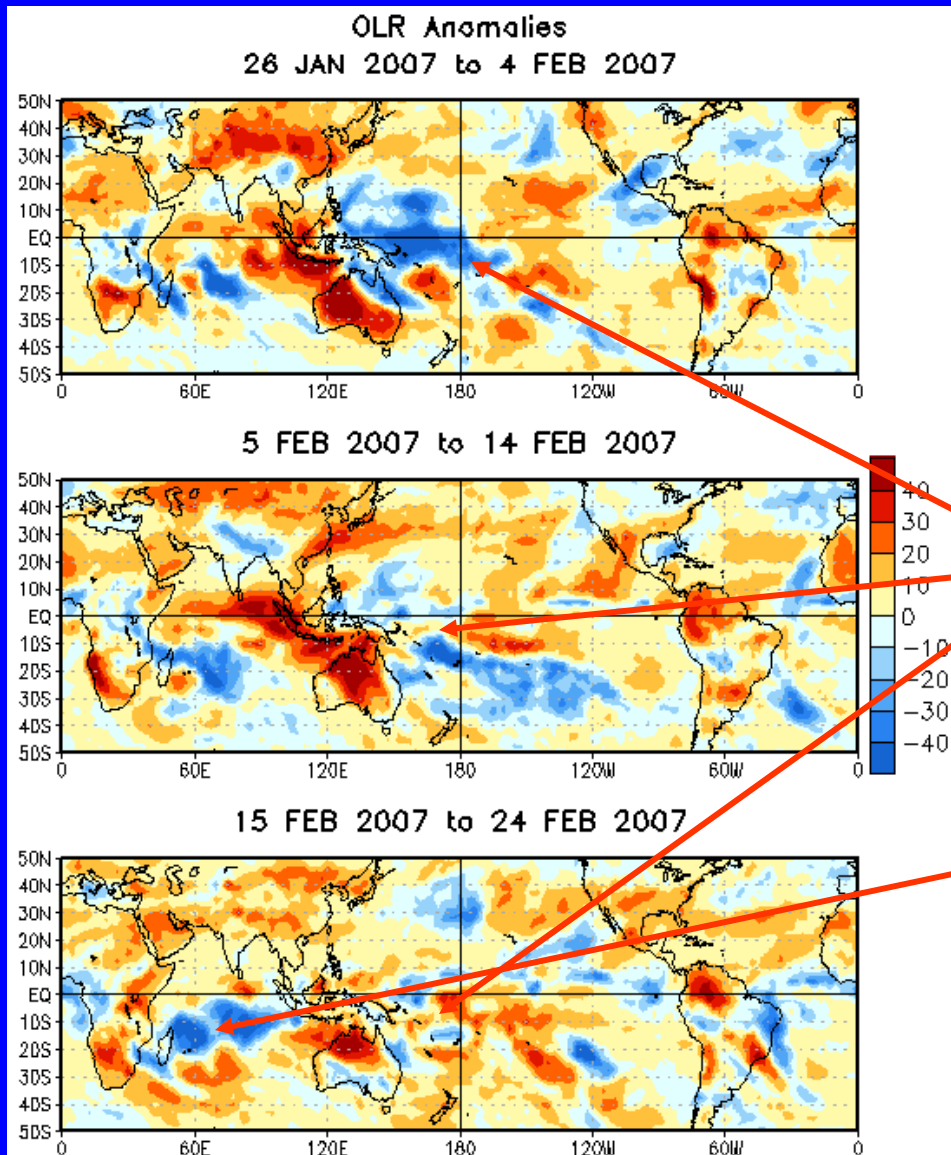 OLR Anomalies
26 JAN 2007 to 4 FEB 2007
50N
40N
30N
20N
10N
EQ
10S
20S
30S
40S
50S
0 60E 120E 180 120W 60W 0
5 FEB 2007 to 14 FEB 2007
50N
40N
30N
20N
10N
EQ
10S
20S
30S
40S
50S
0 60E 120E 180 120W 60W 0
40
30
20
10
0
-10
-20
-30
-40
15 FEB 2007 to 24 FEB 2007
50N
40N
30N
20N
10N
EQ
10S
20S
30S
40S
50S
0 60E 120E 180 120W 60W 0